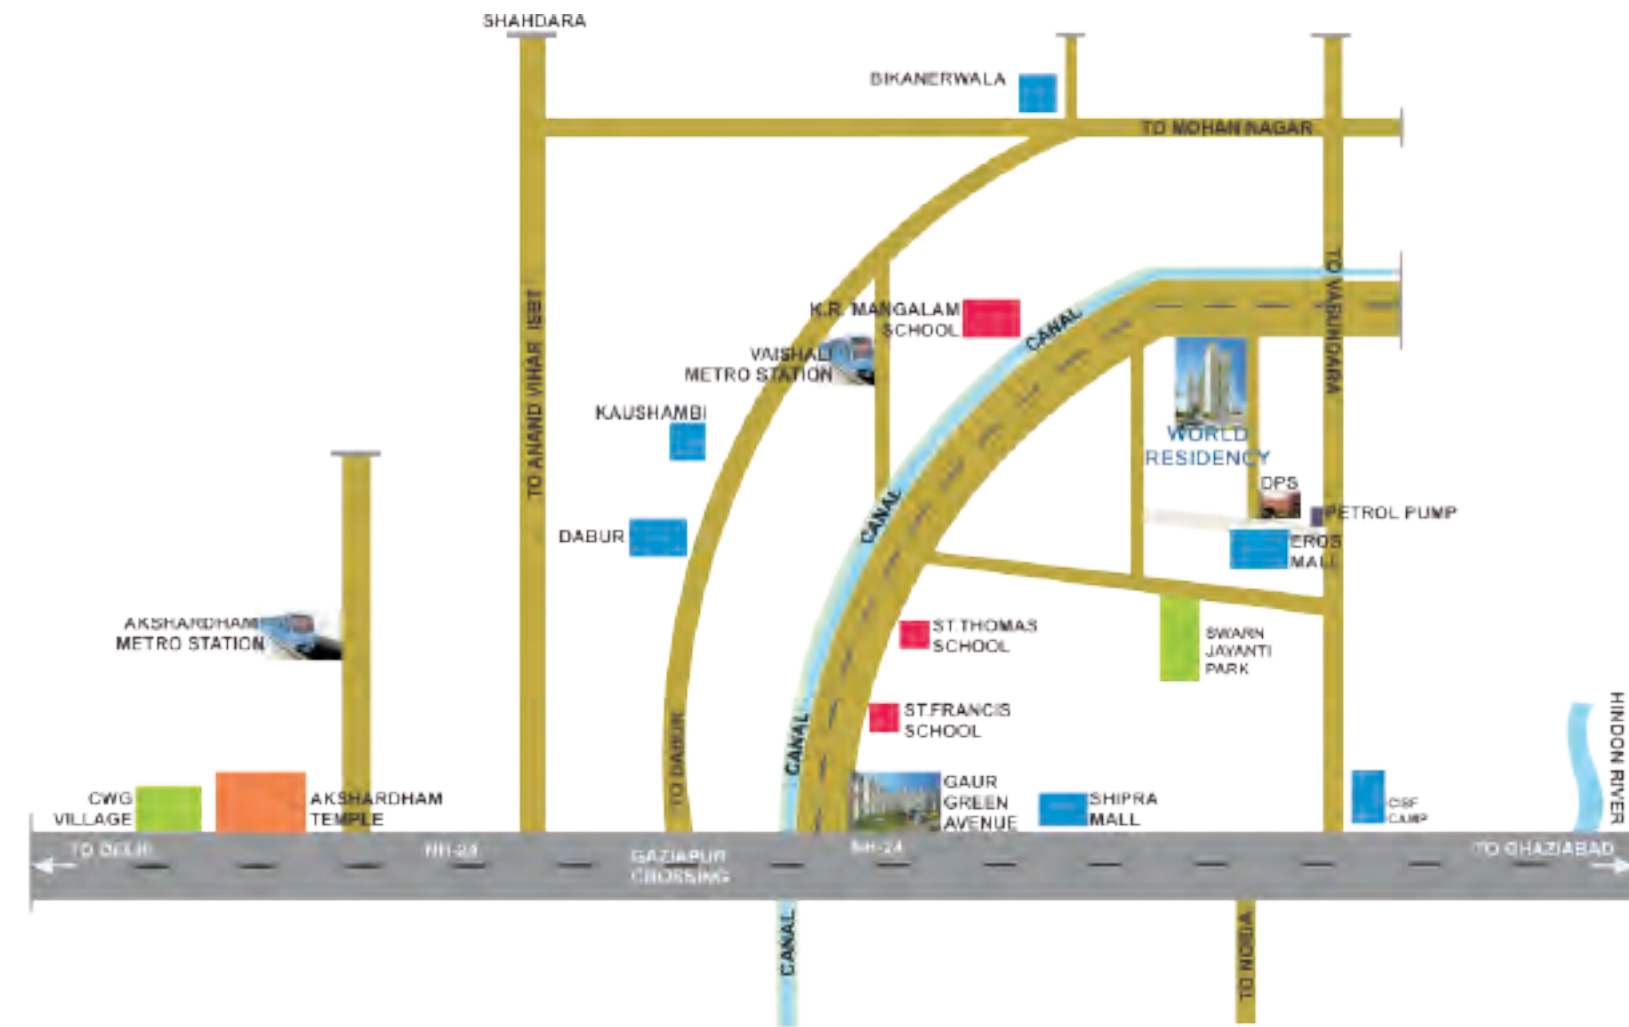 SHAHDARA
BIKANERWALA
TO MOHAN NAGAR
TO ANAND VIHAR ISBT
TO VASUNDARA
K.R. MANGALAM
SCHOOL
CANAL
VAISHALI
METRO STATION
KAUSHAMBI
WORLD
RESIDENCY
DPS
CANAL
PETROL PUMP
DABUR
EROS
MALL
AKSHARDHAM
METRO STATION
ST.THOMAS
SCHOOL
SWARN
JAYANTI
PARK
ST.FRANCIS
SCHOOL
HINDON RIVER
TO DABUR
CANAL
CWG
VILLAGE
AKSHARDHAM
TEMPLE
GAUR
GREEN
AVENUE
SHIPRA
MALL
CISF
CAMP
TO DELHI
NH-24
GAZIAPUR
CROSSING
NH-24
TO GHAZIABAD
CANAL
TO NOIDA